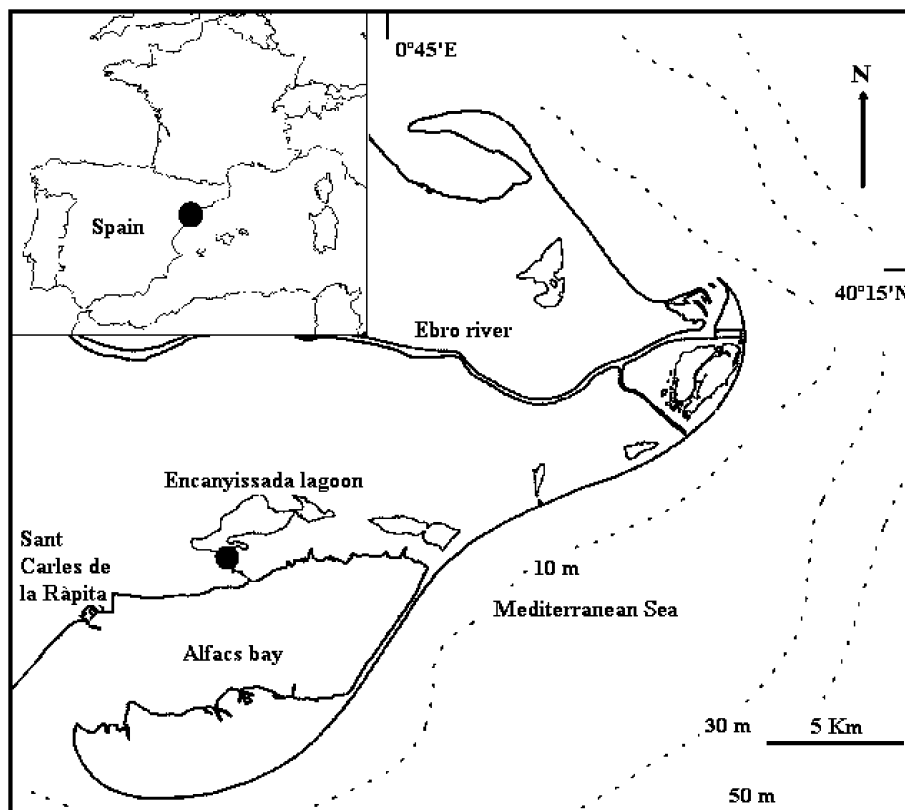 0°45'E
N
Spain
40°15'N
Ebro river
Encanyissada lagoon
Sant
Carles de
la Ràpita
10 m
Mediterranean Sea
Alfacs bay
30 m
5 Km
50 m